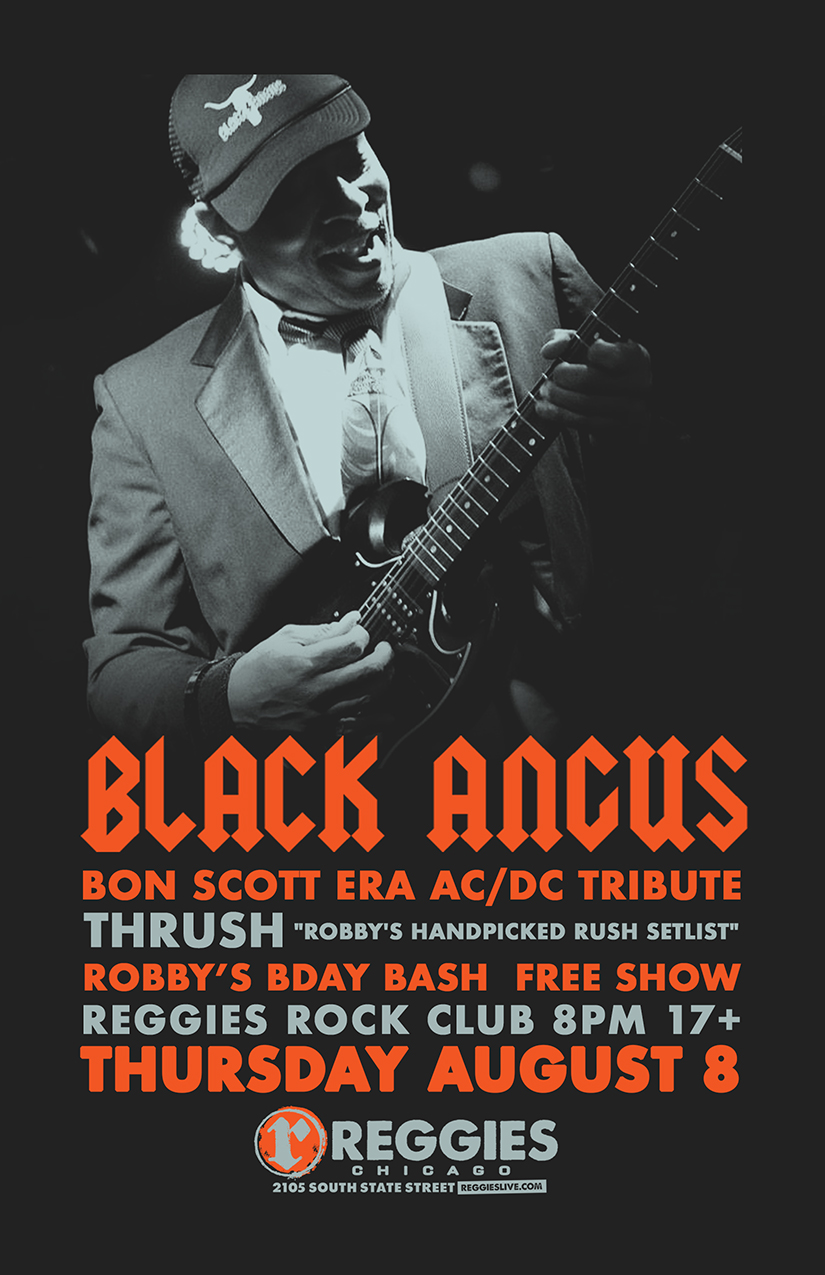 BLACK ANGUS
BON SCOTT ERA AC/DC TRIBUTE
THRUSH "ROBBY'S HANDPICKED RUSH SETLIST"
ROBBY'S BDAY BASH FREE SHOW
REGGIES ROCK CLUB 8PM 17+
THURSDAY AUGUST 8
r REGGIES
CHICAGO
2105 SOUTH STATE STREET REGGIESLIVE.COM